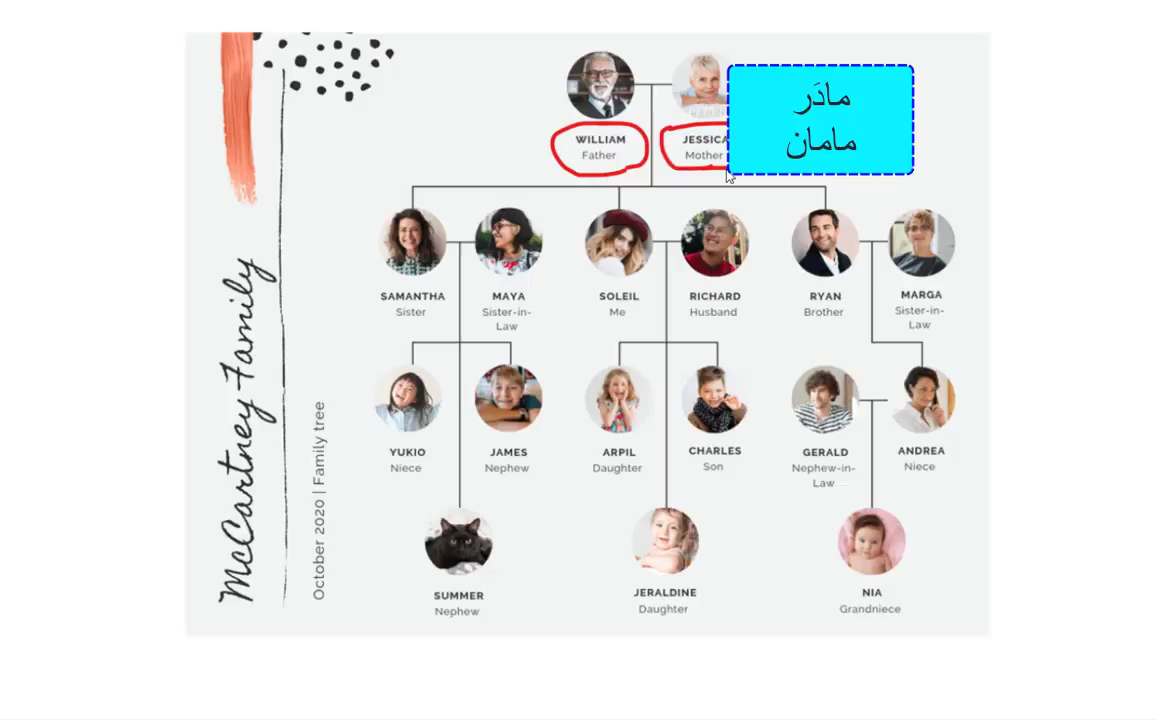 McCartney Family
October 2020 | Family tree
WILLIAM
Father
JESSICA
Mother
مادَر
مامان
SAMANTHA
Sister
MAYA
Sister-in-
Law
SOLEIL
Me
RICHARD
Husband
RYAN
Brother
MARGA
Sister-in-
Law
YUKIO
Niece
JAMES
Nephew
ARPIL
Daughter
CHARLES
Son
GERALD
Nephew-in-
Law
ANDREA
Niece
SUMMER
Nephew
JERALDINE
Daughter
NIA
Grandniece